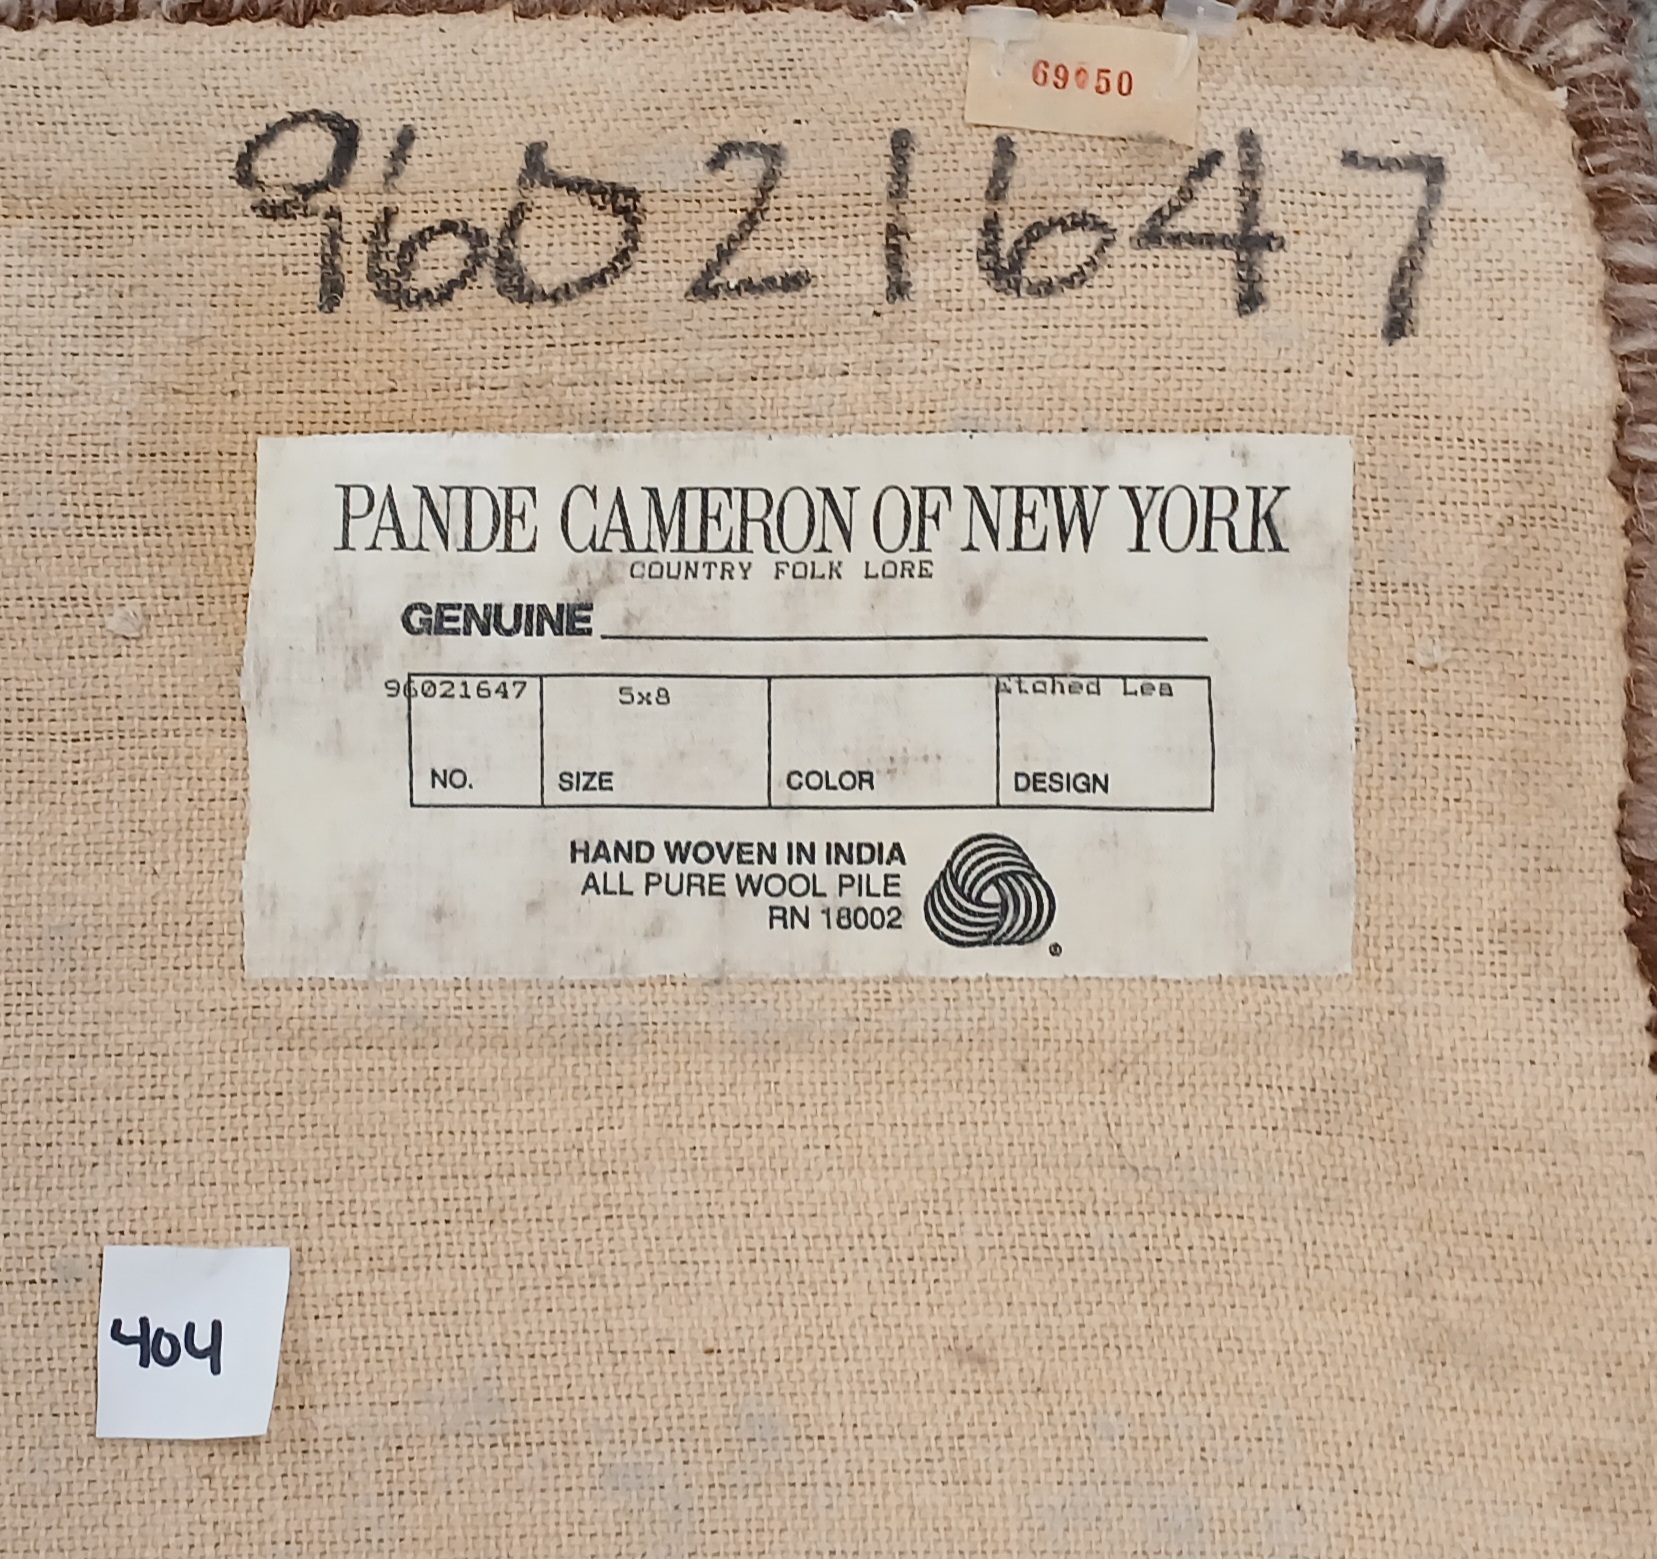 69050
96021647
PANDE CAMERON OF NEW YORK
COUNTRY FOLK LORE
GENUINE
96021647 5x8 Etched Lea
NO. SIZE COLOR DESIGN
HAND WOVEN IN INDIA
ALL PURE WOOL PILE
RN 18002
®
404